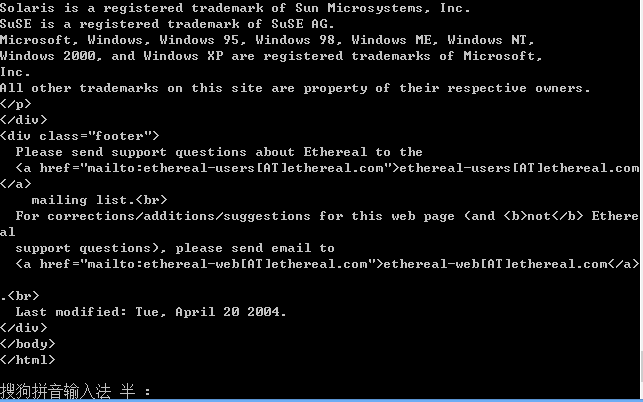 Solaris is a registered trademark of Sun Microsystems, Inc.
SuSE is a registered trademark of SuSE AG.
Microsoft, Windows, Windows 95, Windows 98, Windows ME, Windows NT,
Windows 2000, and Windows XP are registered trademarks of Microsoft,
Inc.
All other trademarks on this site are property of their respective owners.
</p>
</div>
<div class="footer">
  Please send support questions about Ethereal to the
  <a href="mailto:ethereal-users[AT]ethereal.com">ethereal-users[AT]ethereal.com
</a>
    mailing list.<br>
  For corrections/additions/suggestions for this web page (and <b>not</b> Ethere
al
  support questions), please send email to
  <a href="mailto:ethereal-web[AT]ethereal.com">ethereal-web[AT]ethereal.com</a>
.<br>
  Last modified: Tue, April 20 2004.
</div>
</body>
</html>
搜狗拼音输入法 半 :